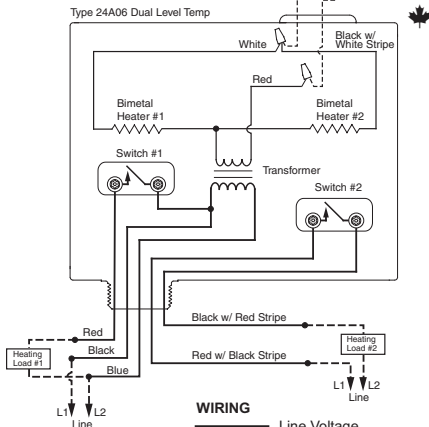 Type 24A06 Dual Level Temp
White
Black w/
White Stripe
Red
Bimetal
Heater #1
Bimetal
Heater #2
Switch #1
Transformer
Switch #2
Black w/ Red Stripe
Red
Black
Red w/ Black Stripe
Blue
Heating
Load #1
Heating
Load #2
L1
L2
Line
L1
L2
Line
WIRING
Line Voltage